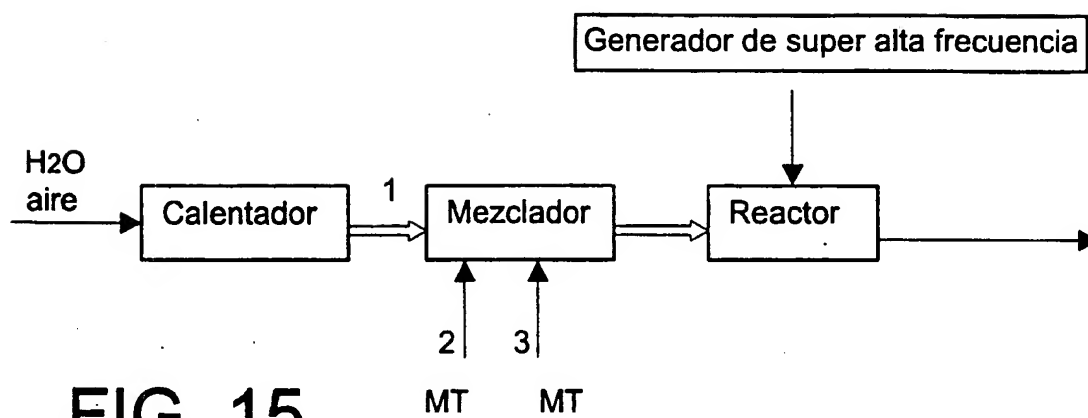 Generador de super alta frecuencia
H2O
aire
Calentador
1
Mezclador
Reactor
2
3
MT
MT
FIG. 15